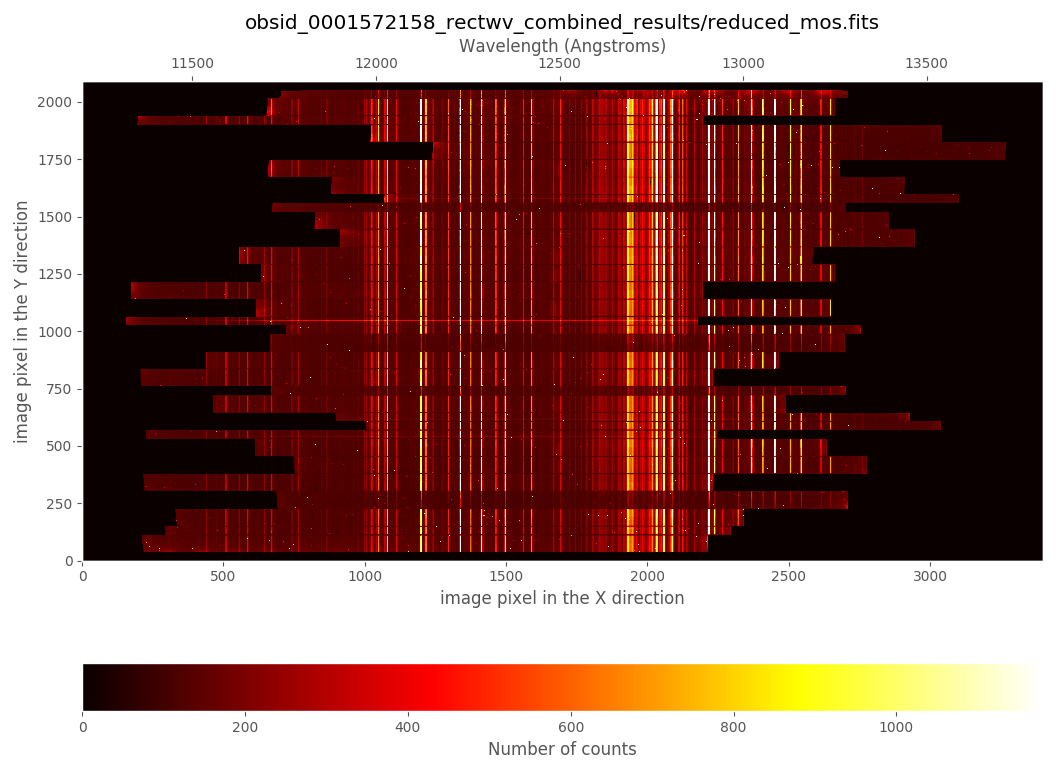 obsid_0001572158_rectwv_combined_results/reduced_mos.fits
Wavelength (Angstroms)
11500 12000 12500 13000 13500
2000
1750
1500
1250
1000
750
500
250
0
image pixel in the Y direction
0 500 1000 1500 2000 2500 3000
image pixel in the X direction
0 200 400 600 800 1000
Number of counts